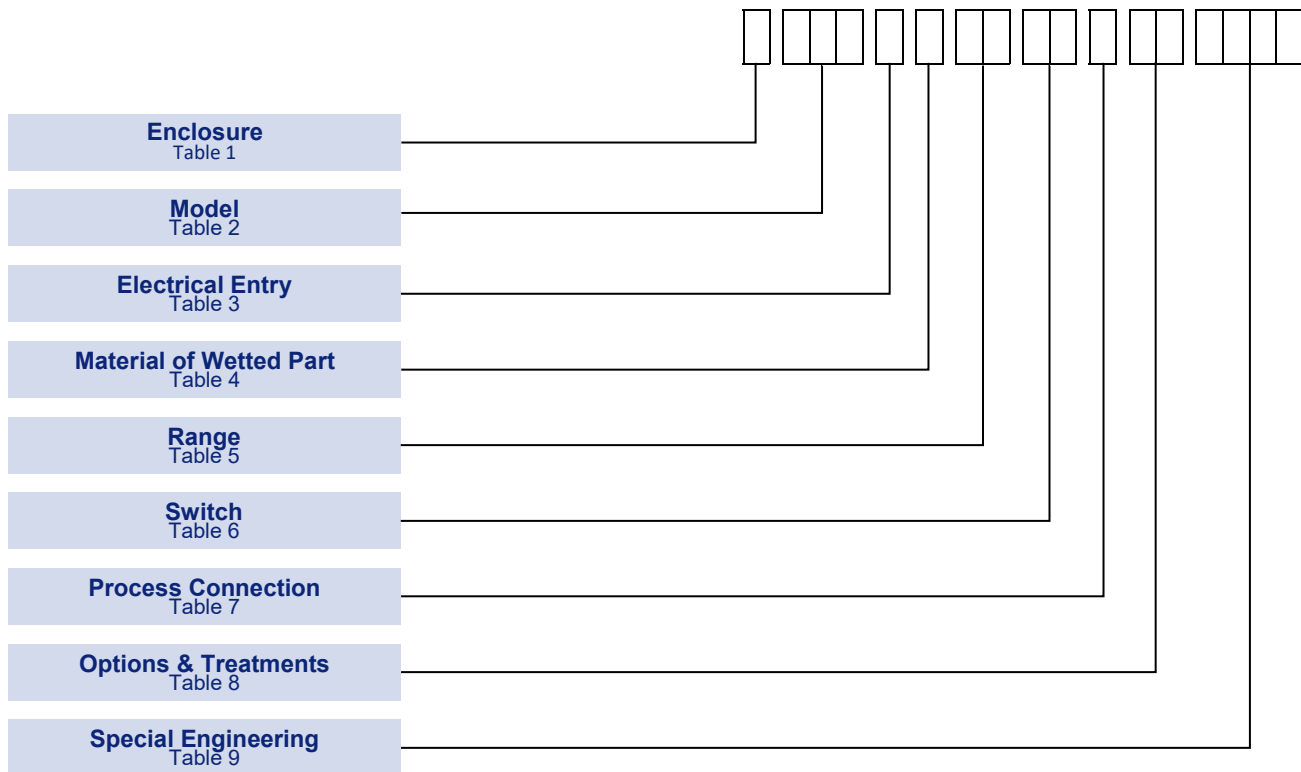 Enclosure
Table 1
Model
Table 2
Electrical Entry
Table 3
Material of Wetted Part
Table 4
Range
Table 5
Switch
Table 6
Process Connection
Table 7
Options & Treatments
Table 8
Special Engineering
Table 9